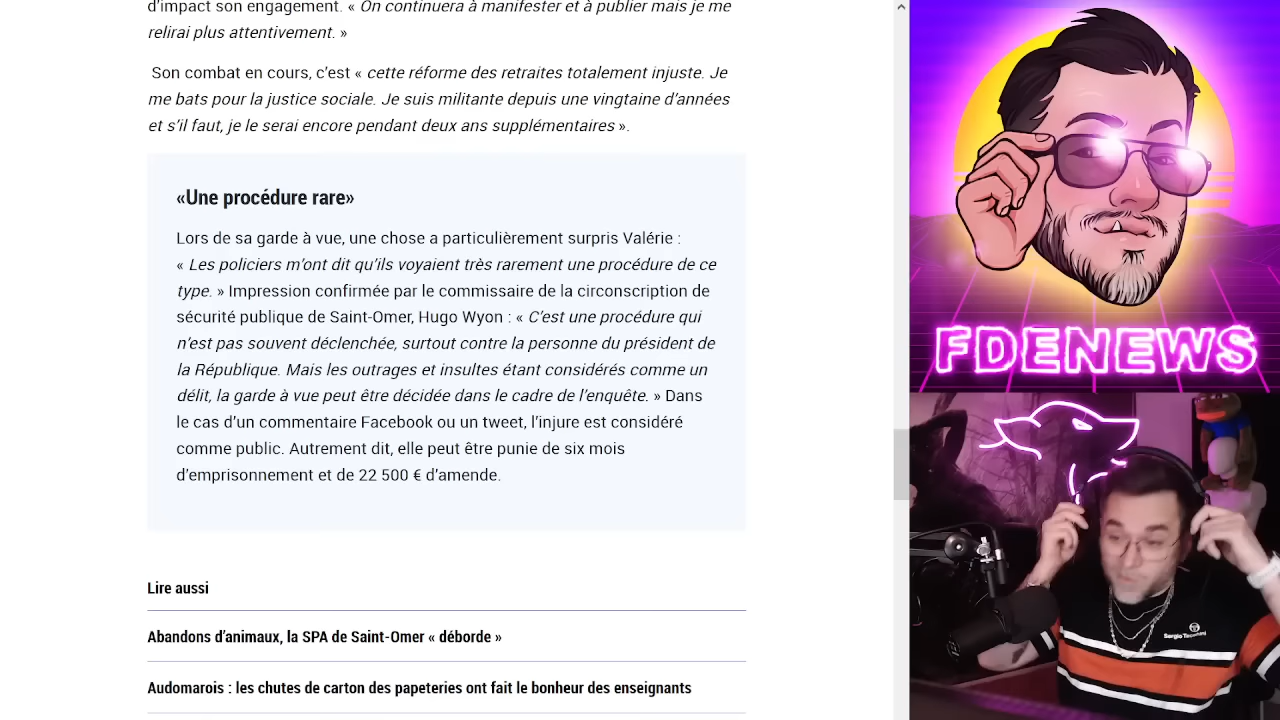 d'impact son engagement. « On continuera à manifester et à publier mais je me
relirai plus attentivement. »
Son combat en cours, c'est « cette réforme des retraites totalement injuste. Je
me bats pour la justice sociale. Je suis militante depuis une vingtaine d'années
et s'il faut, je le serai encore pendant deux ans supplémentaires ».
«Une procédure rare»
Lors de sa garde à vue, une chose a particulièrement surpris Valérie :
« Les policiers m'ont dit qu'ils voyaient très rarement une procédure de ce
type. » Impression confirmée par le commissaire de la circonscription de
sécurité publique de Saint-Omer, Hugo Wyon : « C'est une procédure qui
n'est pas souvent déclenchée, surtout contre la personne du président de
la République. Mais les outrages et insultes étant considérés comme un
délit, la garde à vue peut être décidée dans le cadre de l'enquête. » Dans
le cas d'un commentaire Facebook ou un tweet, l'injure est considéré
comme public. Autrement dit, elle peut être punie de six mois
d'emprisonnement et de 22 500 € d'amende.
Lire aussi
Abandons d'animaux, la SPA de Saint-Omer « déborde »
Audomarois : les chutes de carton des papeteries ont fait le bonheur des enseignants
FDENEWS
Sergio Tacchini